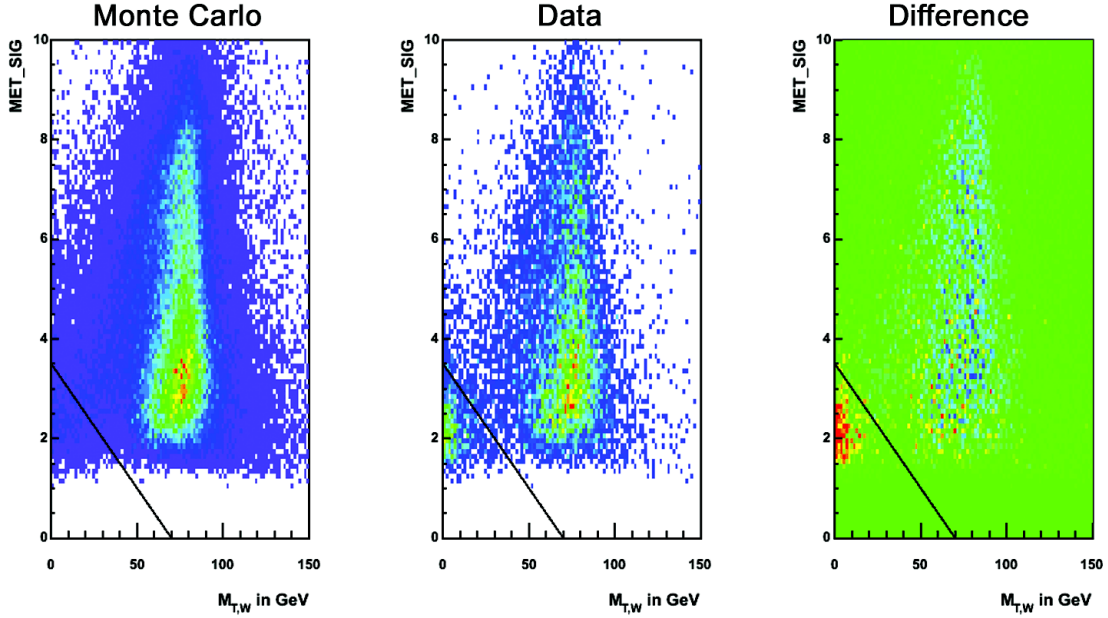 Monte Carlo Data Difference
MET_SIG MET_SIG MET_SIG
10 10 10
8 8 8
6 6 6
4 4 4
2 2 2
0 0 0
0 50 100 150 0 50 100 150 0 50 100 150
M_T,W in GeV M_T,W in GeV M_T,W in GeV